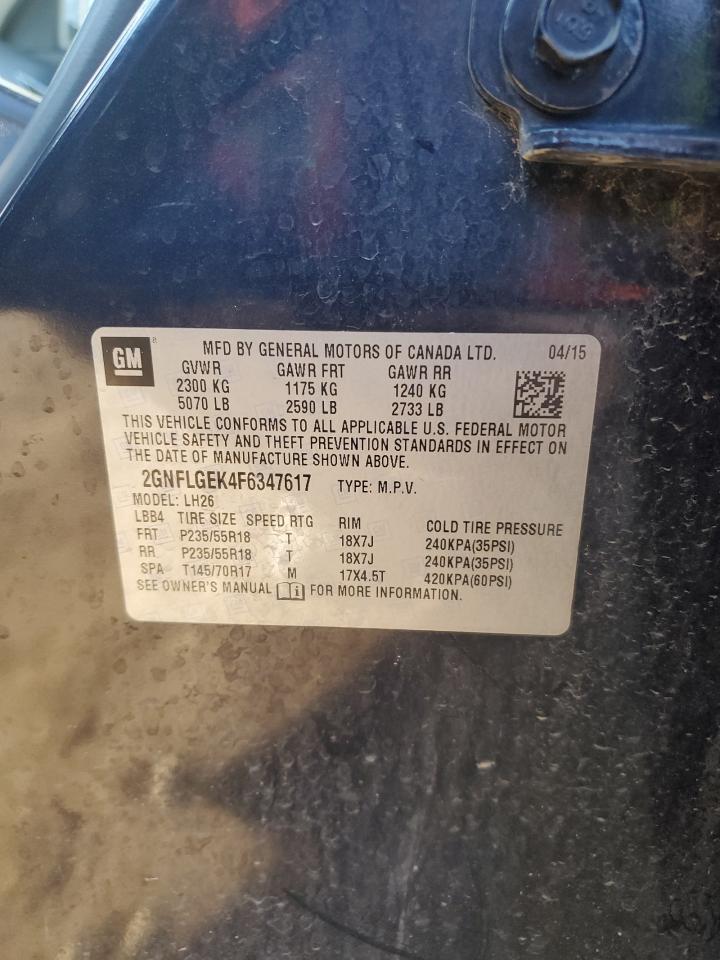 GM
MFD BY GENERAL MOTORS OF CANADA LTD. 04/15
GVWR GAWR FRT GAWR RR
2300 KG 1175 KG 1240 KG
5070 LB 2590 LB 2733 LB
THIS VEHICLE CONFORMS TO ALL APPLICABLE U.S. FEDERAL MOTOR
VEHICLE SAFETY AND THEFT PREVENTION STANDARDS IN EFFECT ON
THE DATE OF MANUFACTURE SHOWN ABOVE.
2GNFLGEK4F6347617 TYPE: M.P.V.
MODEL: LH26
LBB4 TIRE SIZE SPEED RTG RIM COLD TIRE PRESSURE
FRT P235/55R18 T 18X7J 240KPA(35PSI)
RR P235/55R18 T 18X7J 240KPA(35PSI)
SPA T145/70R17 M 17X4.5T 420KPA(60PSI)
SEE OWNER'S MANUAL FOR MORE INFORMATION.